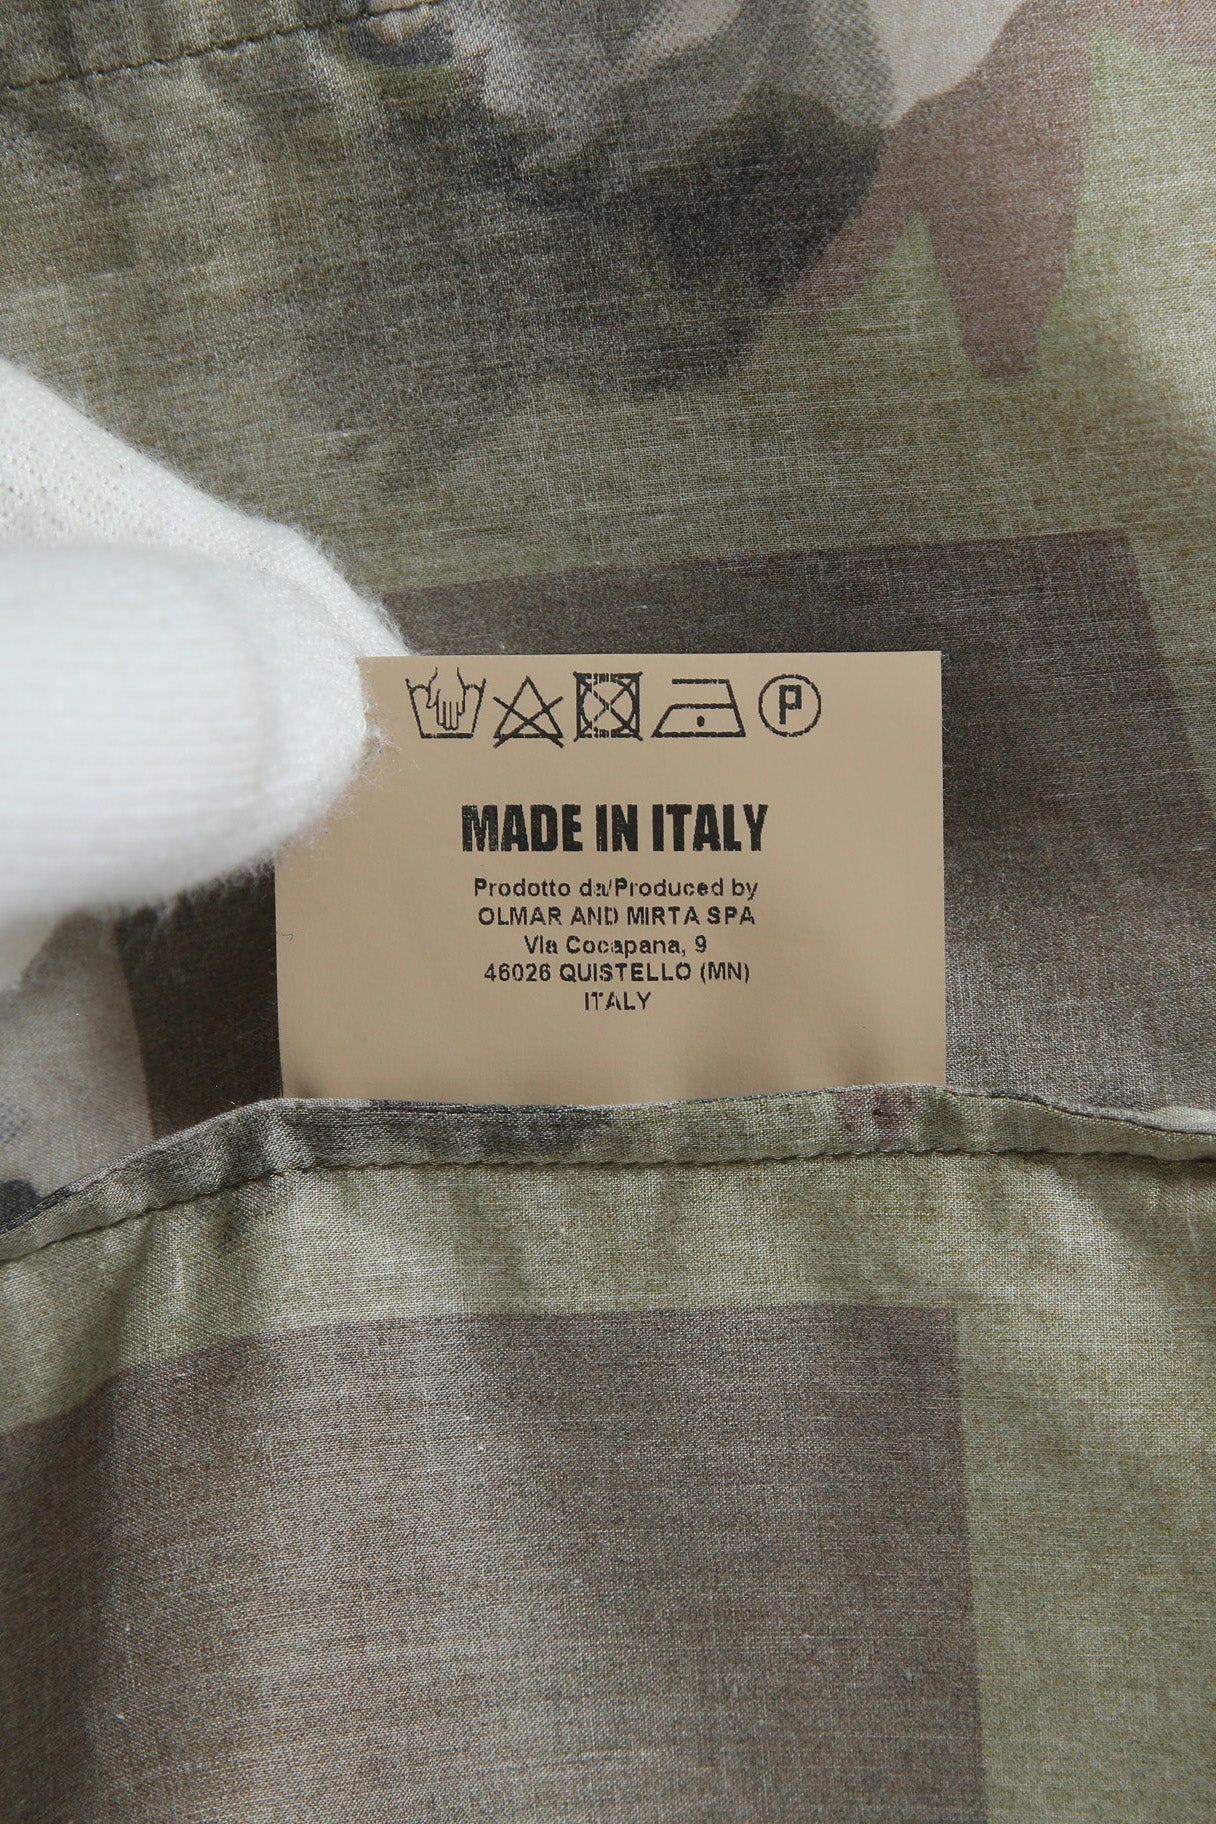 P
MADE IN ITALY
Prodotto da/Produced by
OLMAR AND MIRTA SPA
Via Cocapana, 9
46026 QUISTELLO (MN)
ITALY